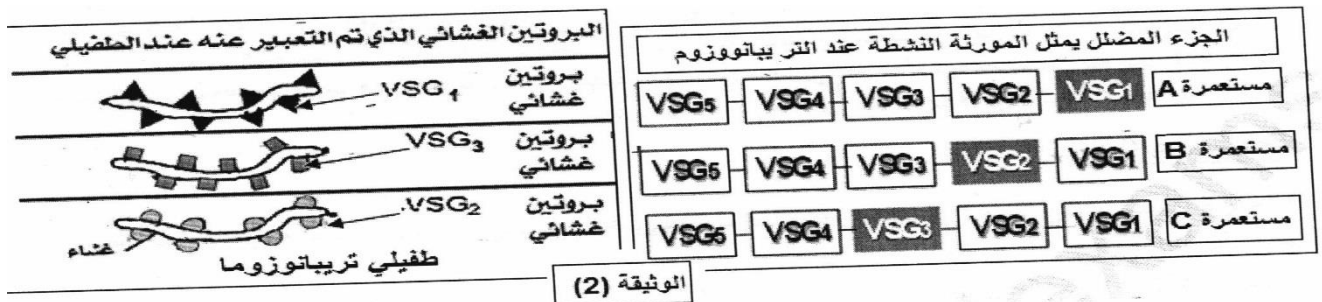 الجزء المضلل يمثل المورثة النشطة عند التر يبانووزوم
مستعمرة A VSG1 VSG2 VSG3 VSG4 VSG5
مستعمرة B VSG1 VSG2 VSG3 VSG4 VSG5
مستعمرة C VSG1 VSG2 VSG3 VSG4 VSG5
البروتين الغشائي الذي تم التعبير عنه عند الطفيلي
بروتين غشائي VSG1
بروتين غشائي VSG3
بروتين غشائي VSG2
غشاء
طفيلي تريبانوزوما
الوثيقة (2)